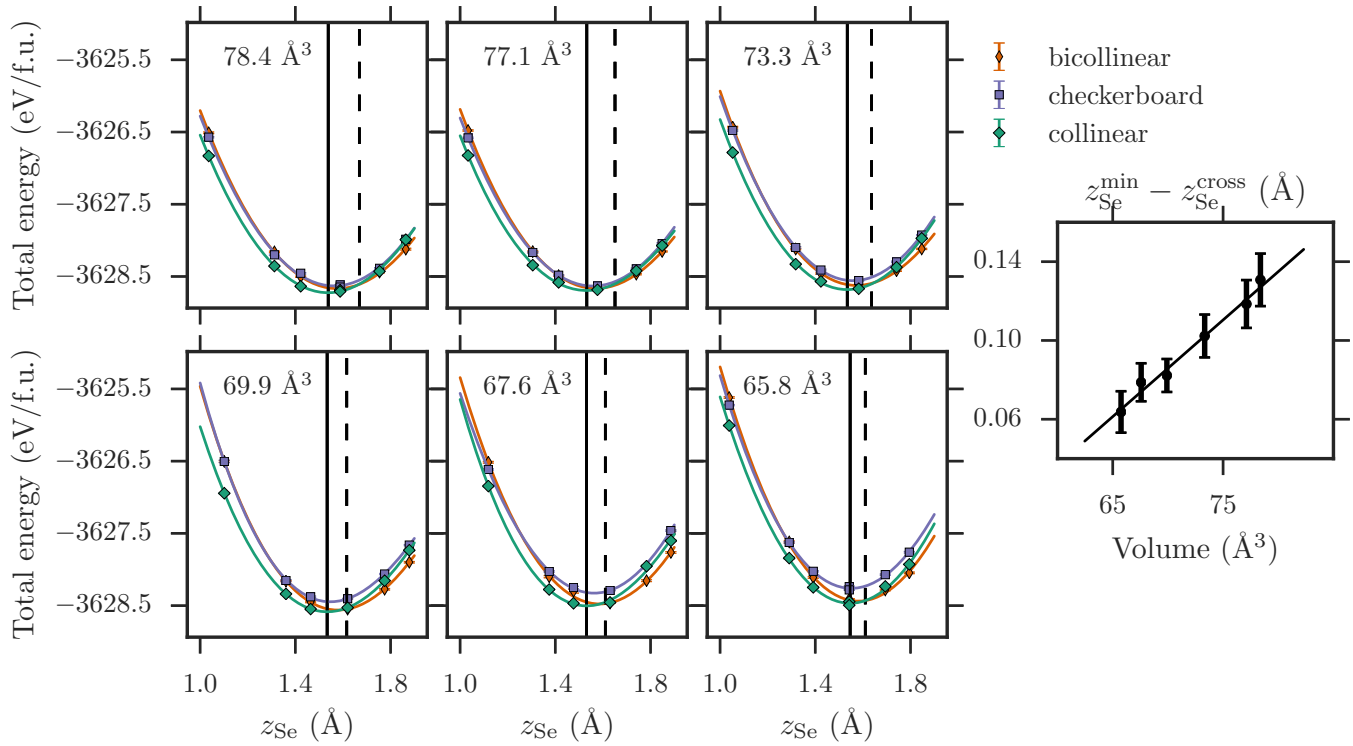 Total energy (eV/f.u.)
−3625.5
−3626.5
−3627.5
−3628.5
78.4 Å³
77.1 Å³
73.3 Å³
bicollinear
checkerboard
collinear
Total energy (eV/f.u.)
−3625.5
−3626.5
−3627.5
−3628.5
69.9 Å³
67.6 Å³
65.8 Å³
1.0 1.4 1.8
1.0 1.4 1.8
1.0 1.4 1.8
z_Se (Å)
z_Se (Å)
z_Se (Å)
z_Se^min − z_Se^cross (Å)
0.14
0.10
0.06
65 75
Volume (Å³)